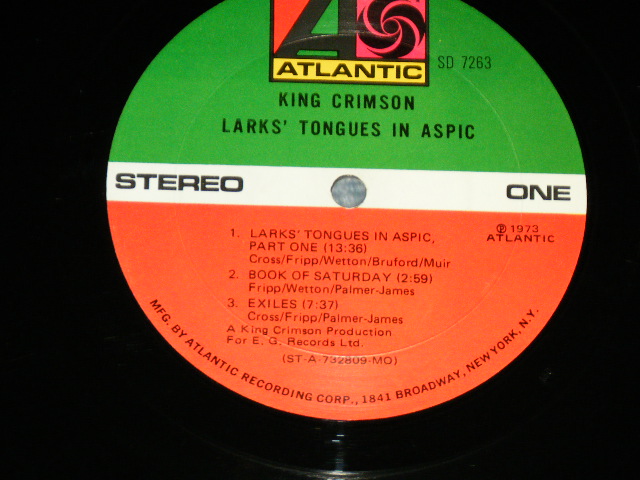 ATLANTIC
SD 7263
KING CRIMSON
LARKS' TONGUES IN ASPIC
STEREO
ONE
1. LARKS' TONGUES IN ASPIC,
PART ONE (13:36)
Cross/Fripp/Wetton/Bruford/Muir
2. BOOK OF SATURDAY (2:59)
Fripp/Wetton/Palmer-James
3. EXILES (7:37)
Cross/Fripp/Palmer-James
A King Crimson Production
For E. G. Records Ltd.
(ST-A-732809-MO)
℗ 1973
ATLANTIC
MFG. BY ATLANTIC RECORDING CORP., 1841 BROADWAY, NEW YORK, N.Y.